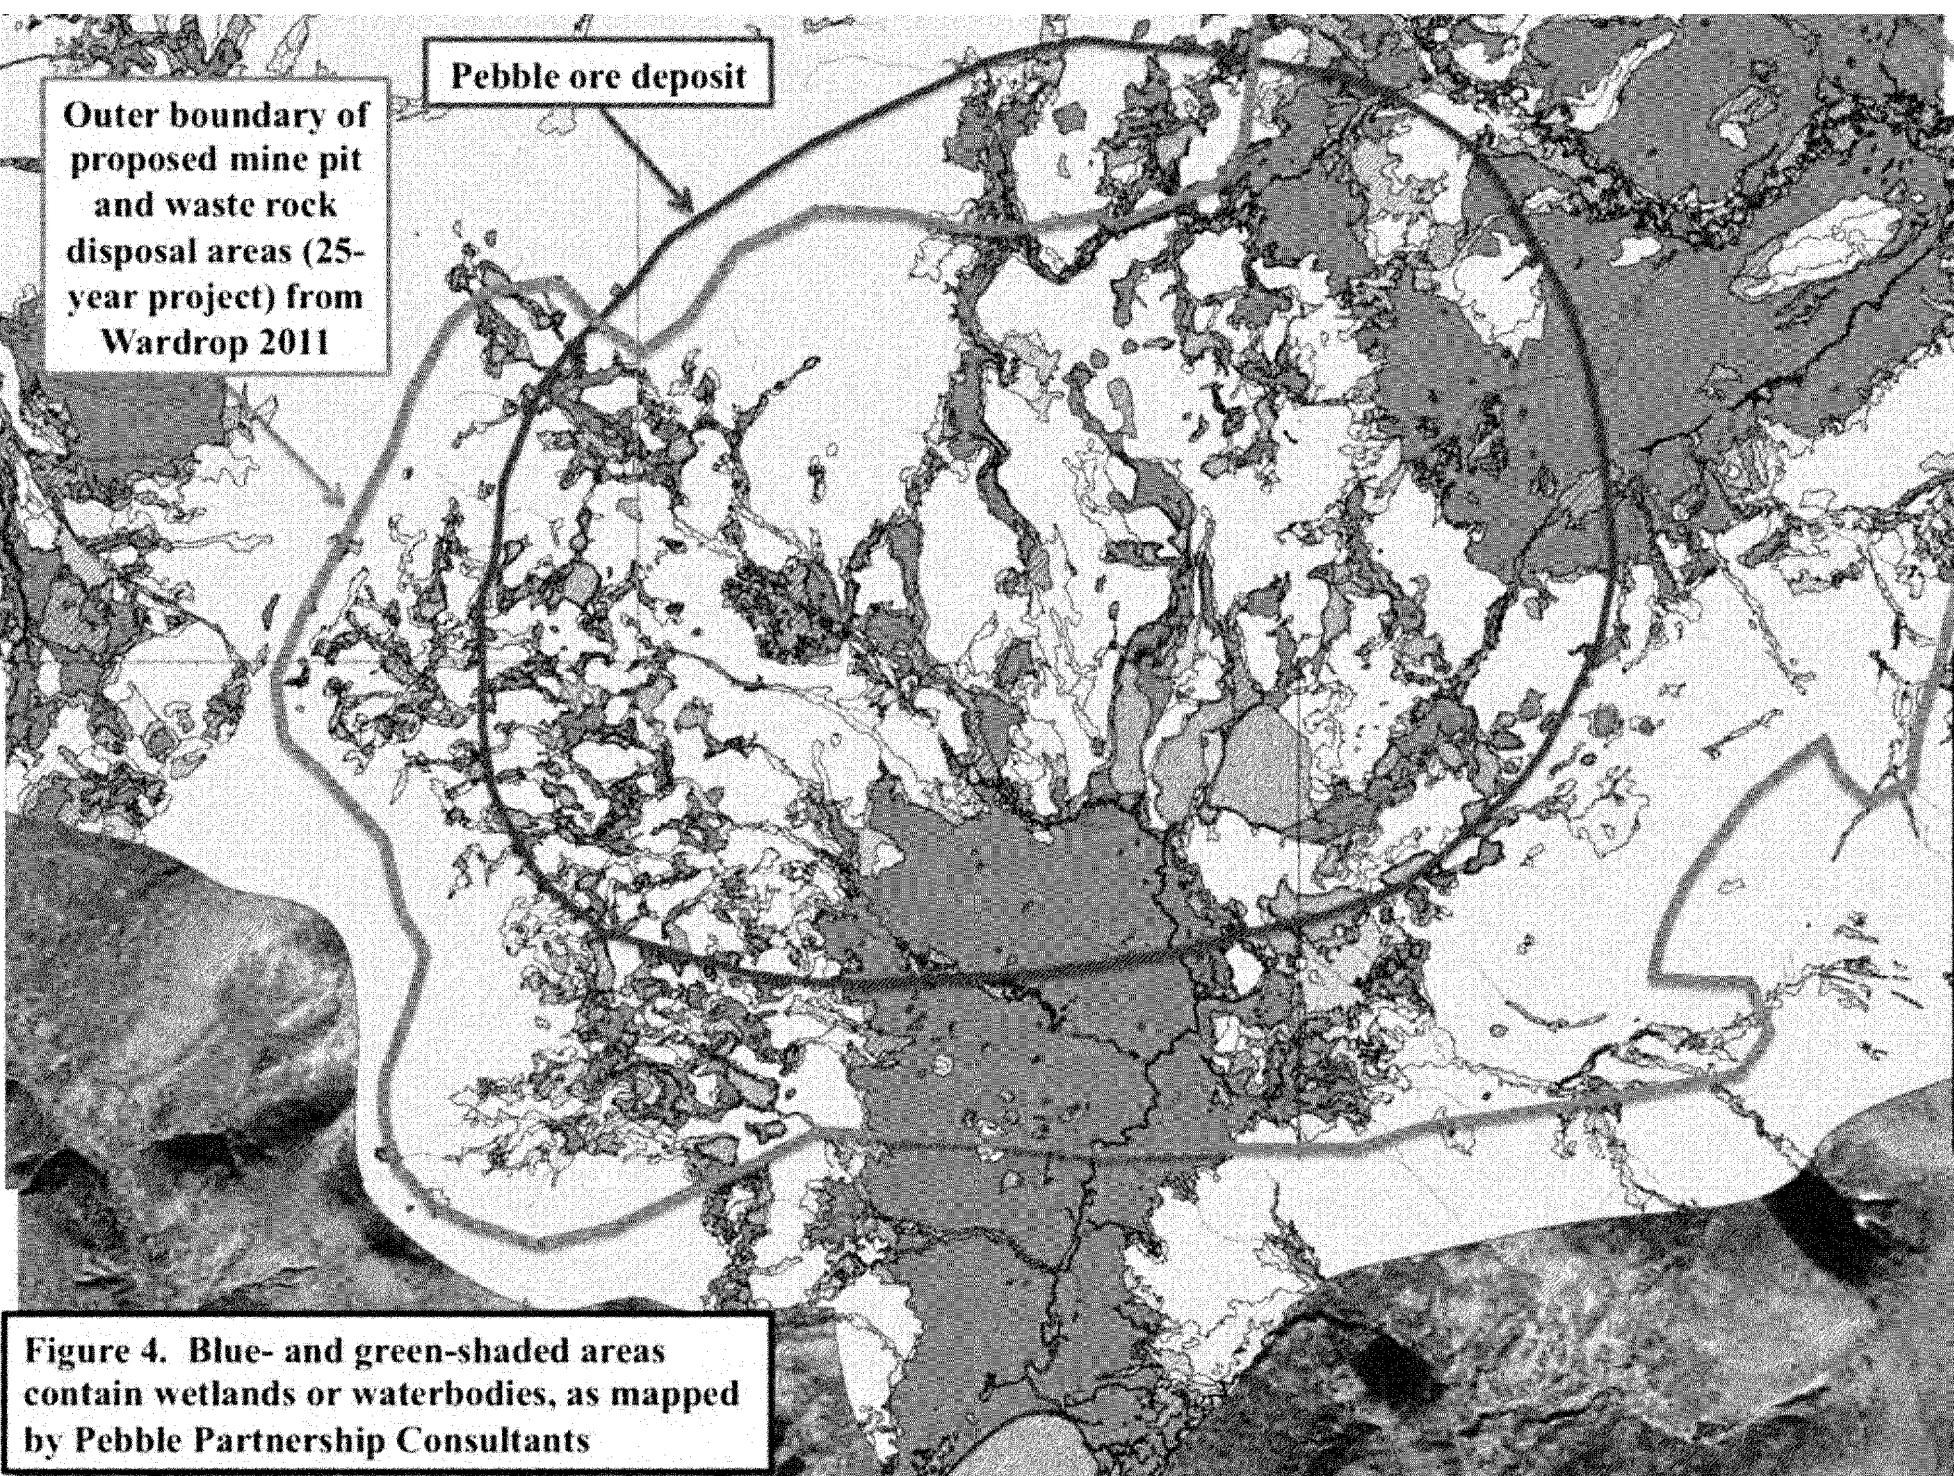 Pebble ore deposit
Outer boundary of
proposed mine pit
and waste rock
disposal areas (25-
year project) from
Wardrop 2011
Figure 4.  Blue- and green-shaded areas
contain wetlands or waterbodies, as mapped
by Pebble Partnership Consultants